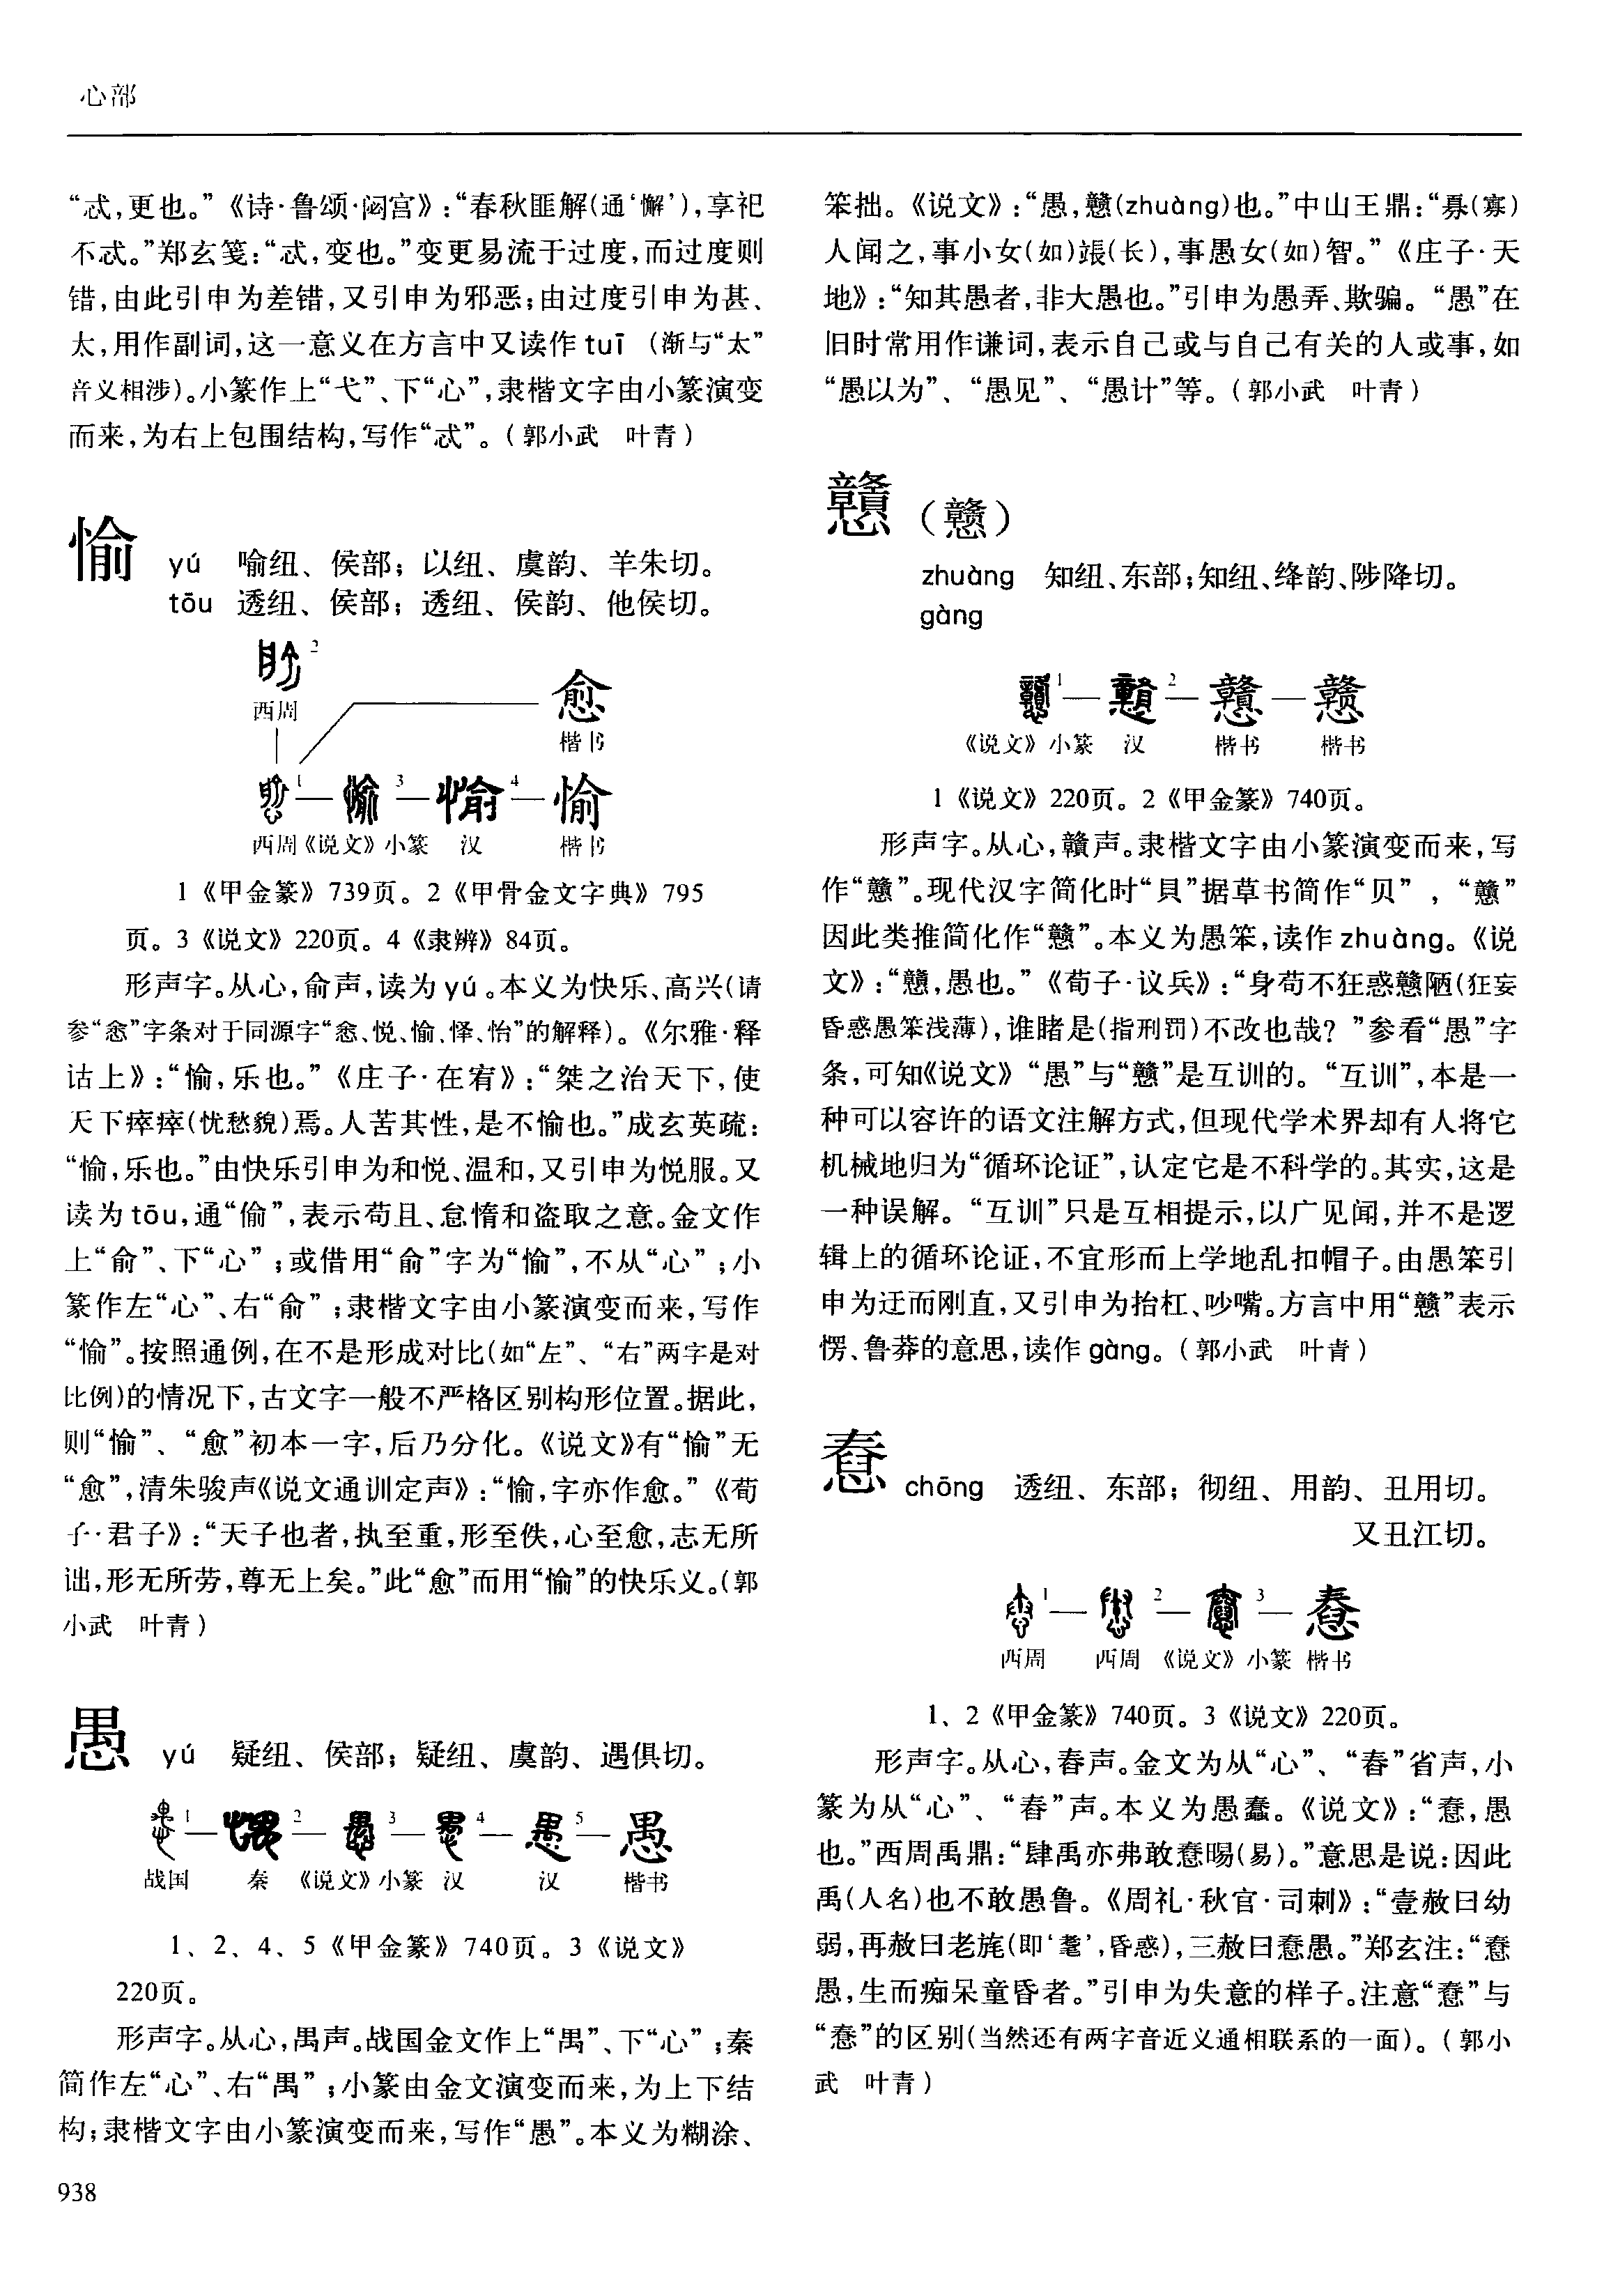 心部
“忒，更也。”《诗·鲁颂·闷宫》：“春秋匪解(通‘懈’)，享祀
不忒。”郑玄笺：“忒，变也。”变更易流于过度，而过度则
错，由此引申为差错，又引申为邪恶；由过度引申为甚、
太，用作副词，这一意义在方言中又读作tuī（渐与“太”
音义相涉）。小篆作上“弋”、下“心”，隶楷文字由小篆演变
而来，为右上包围结构，写作“忒”。（郭小武　叶青）
愉
yú　喻纽、侯部；以纽、虞韵、羊朱切。
tōu　透纽、侯部；透纽、侯韵、他侯切。
2
西周
愈
楷书
1 — 3 — 4 — 愉
西周《说文》小篆　汉　楷书
1《甲金篆》739页。2《甲骨金文字典》795
页。3《说文》220页。4《隶辨》84页。
形声字。从心，俞声，读为yú。本义为快乐、高兴(请
参“愈”字条对于同源字“愈、悦、愉、怿、怡”的解释)。《尔雅·释
诂上》：“愉，乐也。”《庄子·在宥》：“桀之治天下，使
天下瘁瘁(忧愁貌)焉。人苦其性，是不愉也。”成玄英疏：
“愉，乐也。”由快乐引申为和悦、温和，又引申为悦服。又
读为tōu，通“偷”，表示苟且、怠惰和盗取之意。金文作
上“俞”、下“心”；或借用“俞”字为“愉”，不从“心”；小
篆作左“心”、右“俞”；隶楷文字由小篆演变而来，写作
“愉”。按照通例，在不是形成对比(如“左”、“右”两字是对
比例)的情况下，古文字一般不严格区别构形位置。据此，
则“愉”、“愈”初本一字，后乃分化。《说文》有“愉”无
“愈”，清朱骏声《说文通训定声》：“愉，字亦作愈。”《荀
子·君子》：“天子也者，执至重，形至佚，心至愈，志无所
诎，形无所劳，尊无上矣。”此“愈”而用“愉”的快乐义。（郭
小武　叶青）
愚
yú　疑纽、侯部；疑纽、虞韵、遇俱切。
1 — 2 — 3 — 4 — 5 — 愚
战国　秦　《说文》小篆　汉　汉　楷书
1、2、4、5《甲金篆》740页。3《说文》
220页。
形声字。从心，禺声。战国金文作上“禺”、下“心”；秦
简作左“心”、右“禺”；小篆由金文演变而来，为上下结
构；隶楷文字由小篆演变而来，写作“愚”。本义为糊涂、
938
笨拙。《说文》：“愚，戆(zhuàng)也。”中山王鼎：“㝢(寡)
人闻之，事小女(如)䛫(长)，事愚女(如)智。”《庄子·天
地》：“知其愚者，非大愚也。”引申为愚弄、欺骗。“愚”在
旧时常用作谦词，表示自己或与自己有关的人或事，如
“愚以为”、“愚见”、“愚计”等。（郭小武　叶青）
戇（戆）
zhuàng　知纽、东部；知纽、绛韵、陟降切。
gàng
1 — 2 — 戇 — 戆
《说文》小篆　汉　楷书　楷书
1《说文》220页。2《甲金篆》740页。
形声字。从心，贛声。隶楷文字由小篆演变而来，写
作“戇”。现代汉字简化时“貝”据草书简作“贝”，“戇”
因此类推简化作“戆”。本义为愚笨，读作zhuàng。《说
文》：“戆，愚也。”《荀子·议兵》：“身苟不狂惑戆陋(狂妄
昏惑愚笨浅薄)，谁睹是(指刑罚)不改也哉？”参看“愚”字
条，可知《说文》“愚”与“戆”是互训的。“互训”，本是一
种可以容许的语文注解方式，但现代学术界却有人将它
机械地归为“循环论证”，认定它是不科学的。其实，这是
一种误解。“互训”只是互相提示，以广见闻，并不是逻
辑上的循环论证，不宜形而上学地乱扣帽子。由愚笨引
申为迂而刚直，又引申为抬杠、吵嘴。方言中用“戆”表示
愣、鲁莽的意思，读作gàng。（郭小武　叶青）
惷
chōng　透纽、东部；彻纽、用韵、丑用切。
又丑江切。
1 — 2 — 3 — 惷
西周　西周　《说文》小篆　楷书
1、2《甲金篆》740页。3《说文》220页。
形声字。从心，舂声。金文为从“心”、“舂”省声，小
篆为从“心”、“舂”声。本义为愚蠢。《说文》：“惷，愚
也。”西周禹鼎：“肆禹亦弗敢惷暘(易)。”意思是说：因此
禹(人名)也不敢愚鲁。《周礼·秋官·司刺》：“壹赦曰幼
弱，再赦曰老旄(即‘耄’，昏惑)，三赦曰惷愚。”郑玄注：“惷
愚，生而痴呆童昏者。”引申为失意的样子。注意“憃”与
“惷”的区别(当然还有两字音近义通相联系的一面)。（郭小
武　叶青）